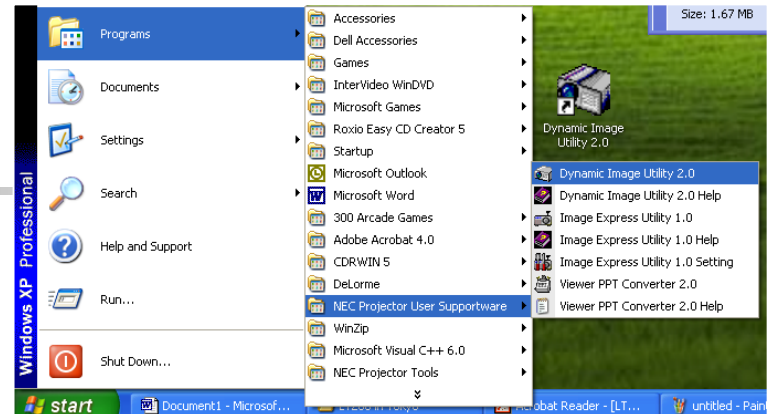 Size: 1.67 MB
Programs
Documents
Settings
Search
Help and Support
Run...
Shut Down...
Windows XP Professional
Accessories
Dell Accessories
Games
InterVideo WinDVD
Microsoft Games
Roxio Easy CD Creator 5
Startup
Microsoft Outlook
Microsoft Word
300 Arcade Games
Adobe Acrobat 4.0
CDRWIN 5
DeLorme
NEC Projector User Supportware
WinZip
Microsoft Visual C++ 6.0
NEC Projector Tools
Dynamic Image
Utility 2.0
Dynamic Image Utility 2.0
Dynamic Image Utility 2.0 Help
Image Express Utility 1.0
Image Express Utility 1.0 Help
Image Express Utility 1.0 Setting
Viewer PPT Converter 2.0
Viewer PPT Converter 2.0 Help
start
Document1 - Microsof...
Acrobat Reader - [LT...
untitled - Pain